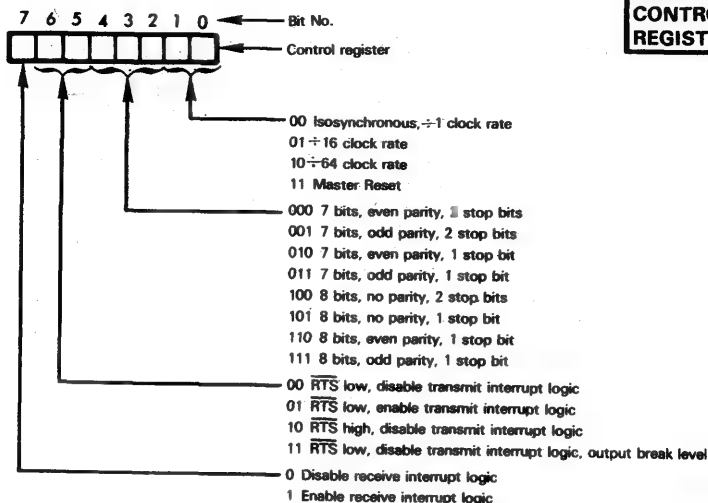 7 6 5 4 3 2 1 0 Bit No.
CONTRO
REGIST
Control register
00 Isosynchronous, ÷1 clock rate
01 ÷ 16 clock rate
10 ÷ 64 clock rate
11 Master Reset
000 7 bits, even parity, stop bits
001 7 bits, odd parity, 2 stop bits
010 7 bits, even parity, 1 stop bit
011 7 bits, odd parity, 1 stop bit
100 8 bits, no parity, 2 stop bits
101 8 bits, no parity, 1 stop bit
110 8 bits, even parity, 1 stop bit
111 8 bits, odd parity, 1 stop bit
00 R̅T̅S̅ low, disable transmit interrupt logic
01 R̅T̅S̅ low, enable transmit interrupt logic
10 R̅T̅S̅ high, disable transmit interrupt logic
11 R̅T̅S̅ low, disable transmit interrupt logic, output break level
0 Disable receive interrupt logic
1 Enable receive interrupt logic